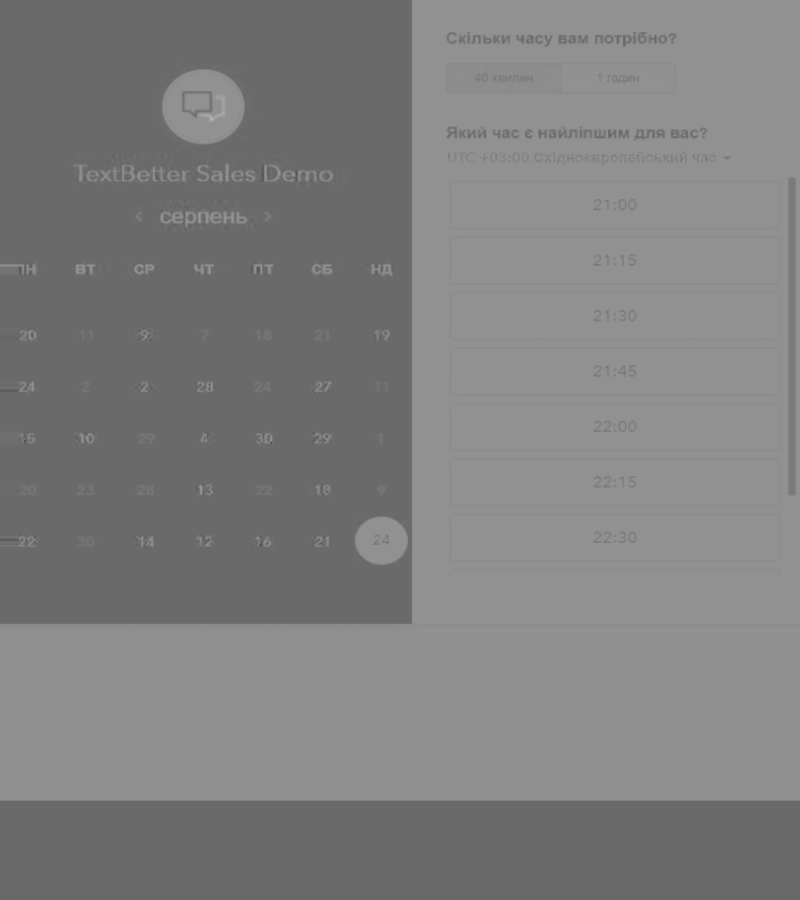 TextBetter Sales Demo
серпень
ПН ВТ СР ЧТ ПТ СБ НД
20 11 9 7 18 21 19
24 2 2 28 24 27 11
15 10 29 4 30 29 1
20 23 28 13 22 18 9
22 30 14 12 16 21 24
Скільки часу вам потрібно?
40 хвилин 1 годин
Який час є найліпшим для вас?
UTC +03:00 Східноєвропейський час
21:00
21:15
21:30
21:45
22:00
22:15
22:30